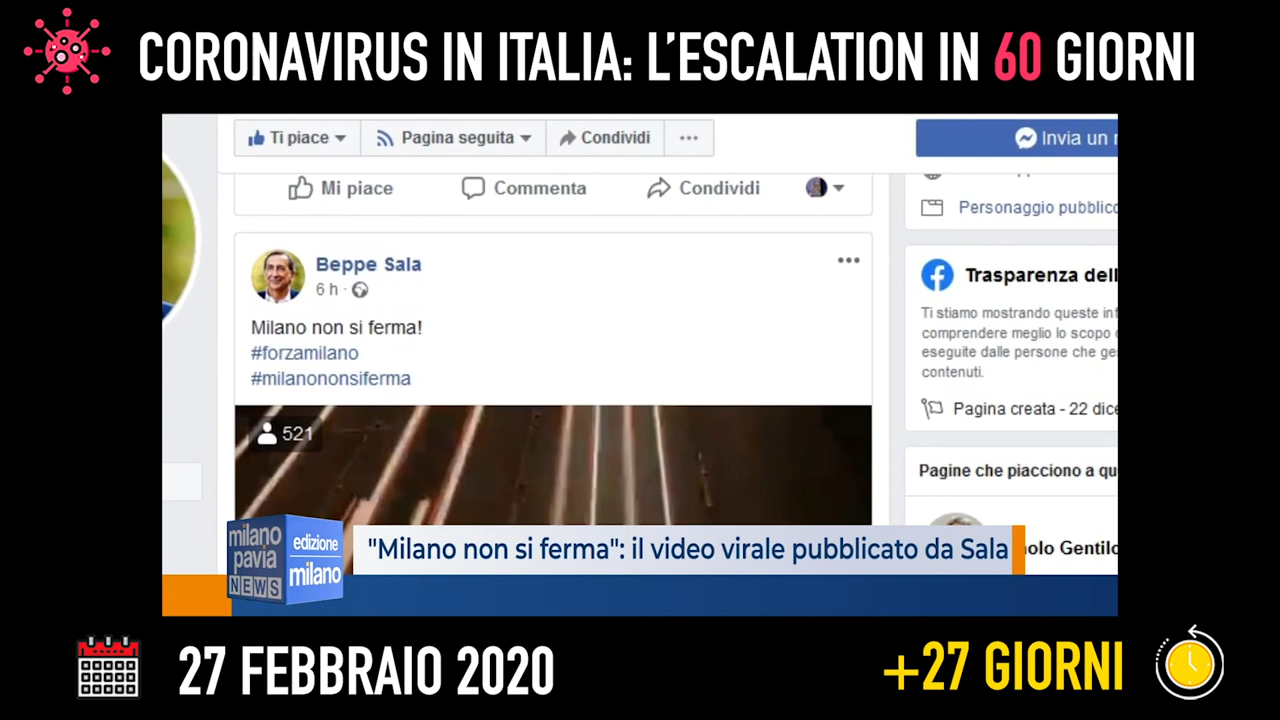 CORONAVIRUS IN ITALIA: L'ESCALATION IN 60 GIORNI
Ti piace
Pagina seguita
Condividi
Invia un
Mi piace
Commenta
Condividi
Personaggio pubblico
Beppe Sala
6 h ·
Milano non si ferma!
#forzamilano
#milanononsiferma
521
Trasparenza dell
Ti stiamo mostrando queste inf
comprendere meglio lo scopo
eseguite dalle persone che ge
contenuti.
Pagina creata - 22 dice
Pagine che piacciono a qu
olo Gentilo
milano
pavia
NEWS
edizione
milano
"Milano non si ferma": il video virale pubblicato da Sala
27 FEBBRAIO 2020
+27 GIORNI